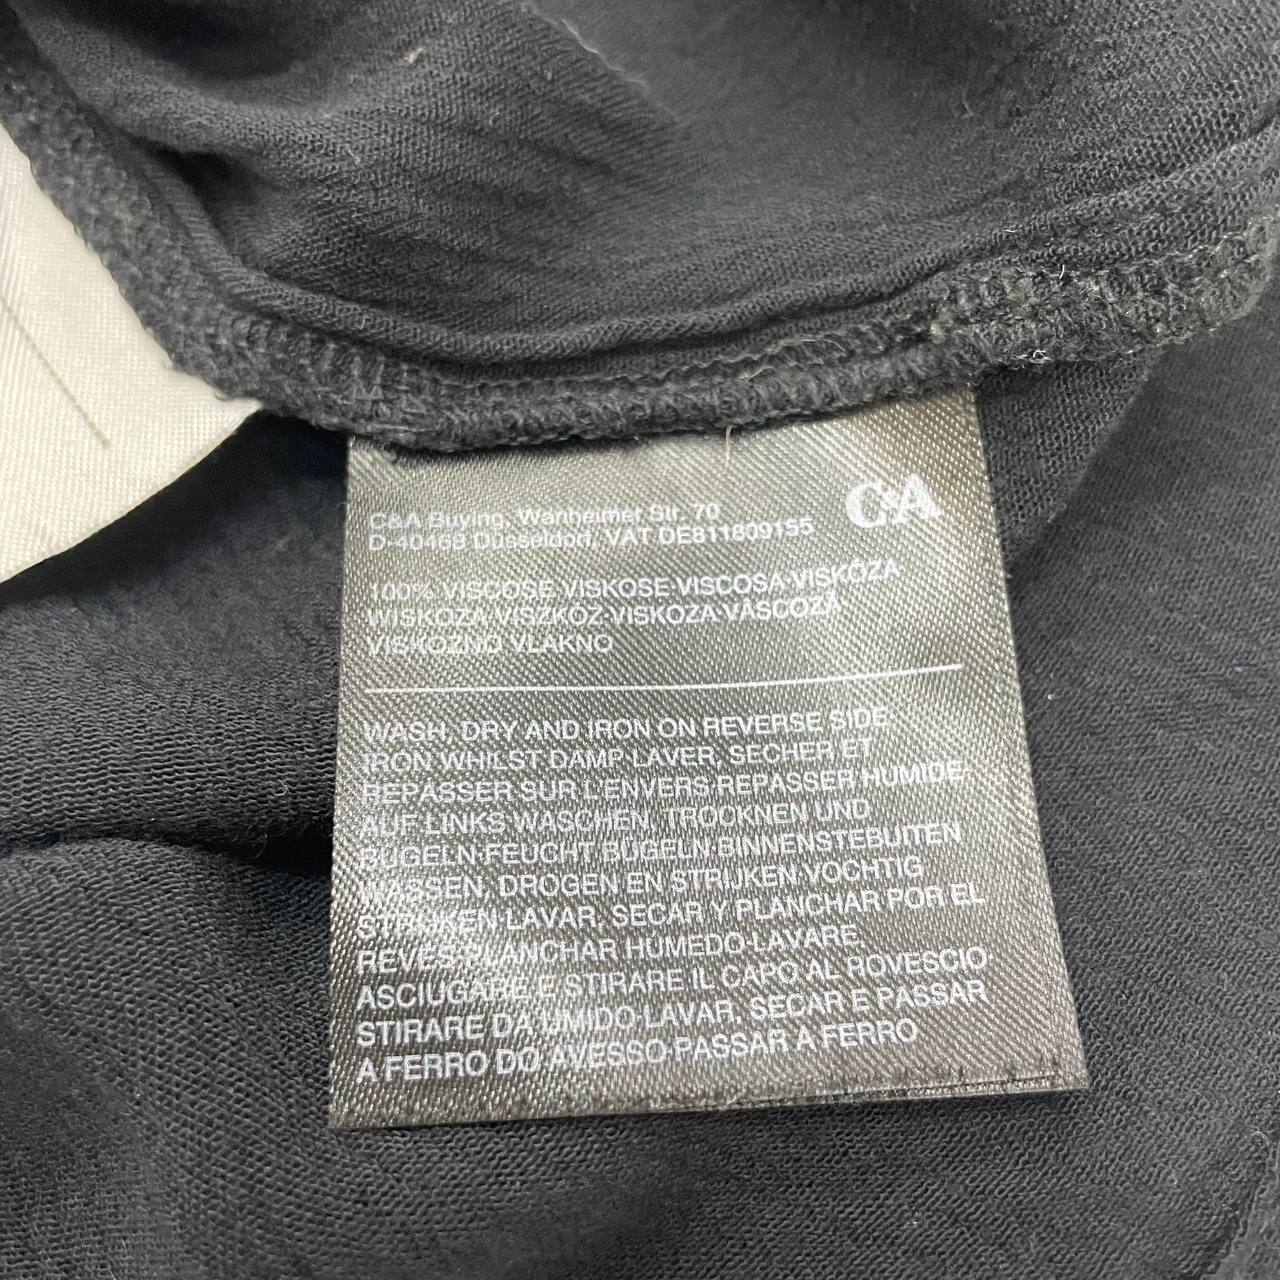 C&A
C&A Buying, Wanheimer Str. 70
D-40468 Düsseldorf, VAT DE811809155
100% VISCOSE·VISKOSE·VISCOSA·VISKÓZA
WISKOZA·VISZKÓZ·VISKOZA·VÂSCOZĂ
VISKOZNO VLAKNO
WASH, DRY AND IRON ON REVERSE SIDE
IRON WHILST DAMP·LAVER, SECHER ET
REPASSER SUR L'ENVERS·REPASSER HUMIDE·
AUF LINKS WASCHEN, TROCKNEN UND
BÜGELN·FEUCHT BÜGELN·BINNENSTEBUITEN
WASSEN, DROGEN EN STRIJKEN VOCHTIG
STRIJKEN·LAVAR, SECAR Y PLANCHAR POR EL
REVES·PLANCHAR HÚMEDO·LAVARE
ASCIUGARE E STIRARE IL CAPO AL ROVESCIO·
STIRARE DA UMIDO·LAVAR, SECAR E PASSAR
A FERRO DO AVESSO·PASSAR A FERRO